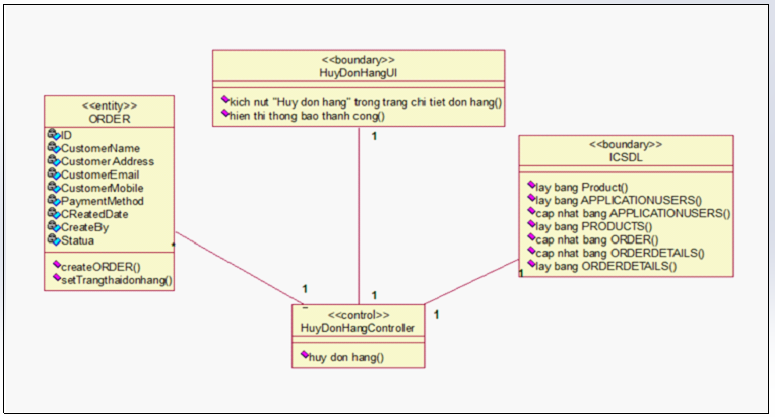 <<boundary>>
HuyDonHangUI
kich nut "Huy don hang" trong trang chi tiet don hang()
hien thi thong bao thanh cong()
1
<<entity>>
ORDER
ID
CustomerName
Customer Address
CustomerEmail
CustomerMobile
PaymentMethod
CReatedDate
CreateBy
Statua
*
createORDER()
setTrangthaidonhang()
<<boundary>>
ICSDL
lay bang Product()
lay bang APPLICATIONUSERS()
cap nhat bang APPLICATIONUSERS()
lay bang PRODUCTS()
cap nhat bang ORDER()
cap nhat bang ORDERDETAILS()
lay bang ORDERDETAILS()
1
1
1
1
<<control>>
HuyDonHangController
huy don hang()